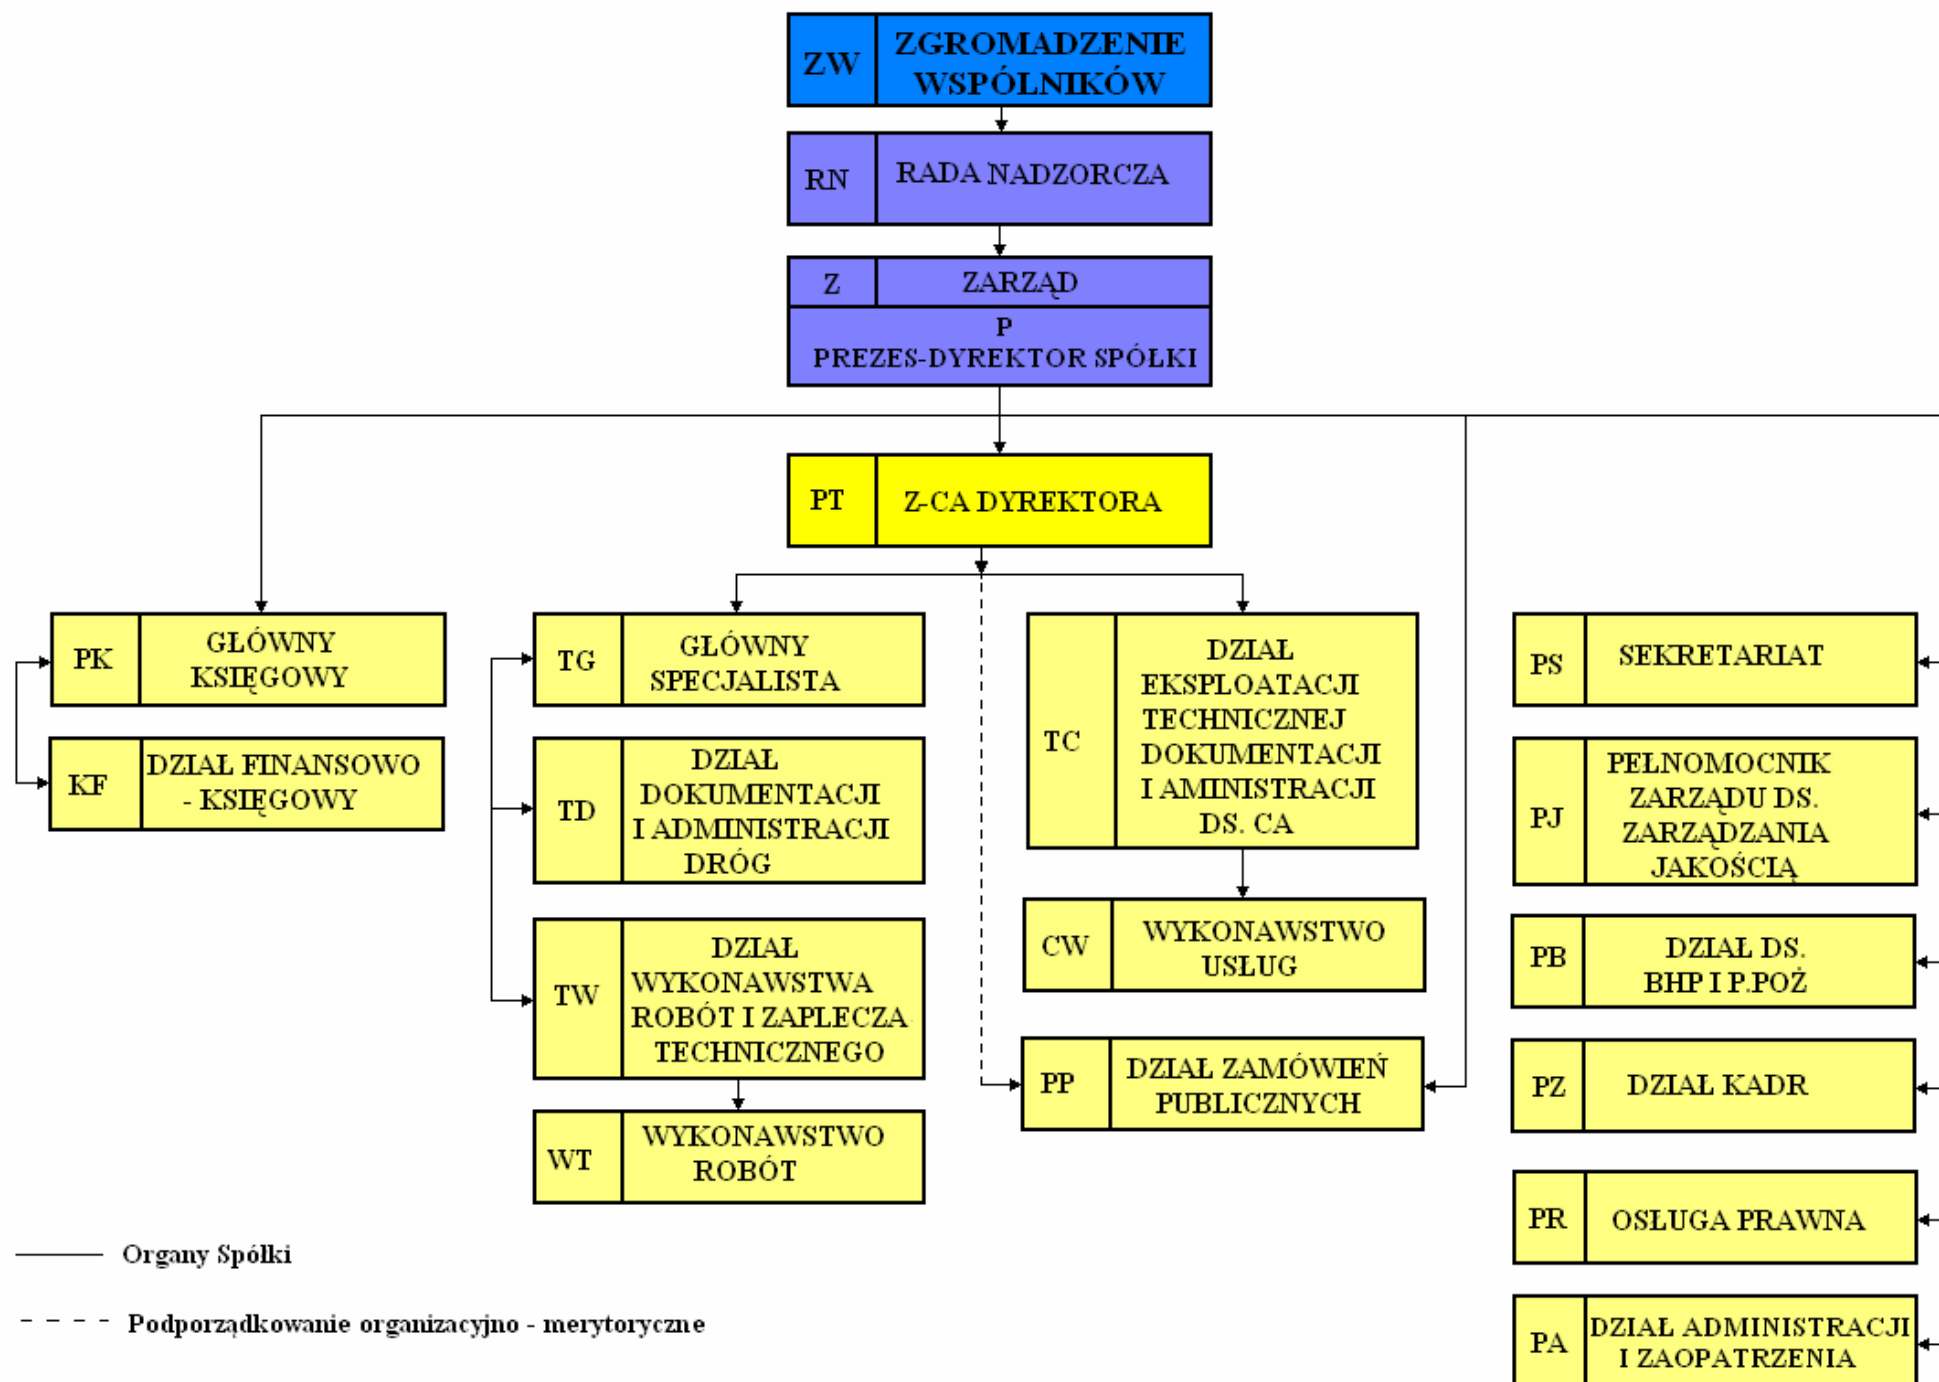 ZW
ZGROMADZENIE
WSPÓLNIKÓW
RN
RADA NADZORCZA
Z
ZARZĄD
P
PREZES-DYREKTOR SPÓŁKI
PT
Z-CA DYREKTORA
PK
GŁÓWNY
KSIĘGOWY
KF
DZIAŁ FINANSOWO
- KSIĘGOWY
TG
GŁÓWNY
SPECJALISTA
TD
DZIAŁ
DOKUMENTACJI
I ADMINISTRACJI
DRÓG
TW
DZIAŁ
WYKONAWSTWA
ROBÓT I ZAPLECZA
TECHNICZNEGO
WT
WYKONAWSTWO
ROBÓT
TC
DZIAŁ
EKSPLOATACJI
TECHNICZNEJ
DOKUMENTACJI
I AMINISTRACJI
DS. CA
CW
WYKONAWSTWO
USŁUG
PP
DZIAŁ ZAMÓWIEŃ
PUBLICZNYCH
PS
SEKRETARIAT
PJ
PEŁNOMOCNIK
ZARZĄDU DS.
ZARZĄDZANIA
JAKOŚCIĄ
PB
DZIAŁ DS.
BHP I P.POŻ
PZ
DZIAŁ KADR
PR
OSŁUGA PRAWNA
PA
DZIAŁ ADMINISTRACJI
I ZAOPATRZENIA
Organy Spółki
Podporządkowanie organizacyjno - merytoryczne